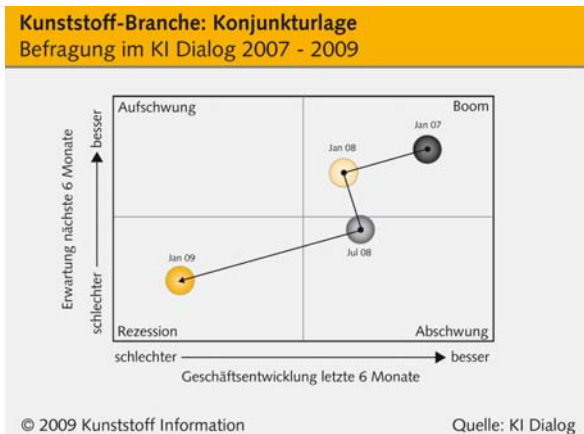 Kunststoff-Branche: Konjunkturlage
Befragung im KI Dialog 2007 - 2009
Aufschwung
Boom
Jan 07
Jan 08
Jul 08
Jan 09
Rezession
Abschwung
Erwartung nächste 6 Monate
schlechter
besser
schlechter
besser
Geschäftsentwicklung letzte 6 Monate
© 2009 Kunststoff Information
Quelle: KI Dialog